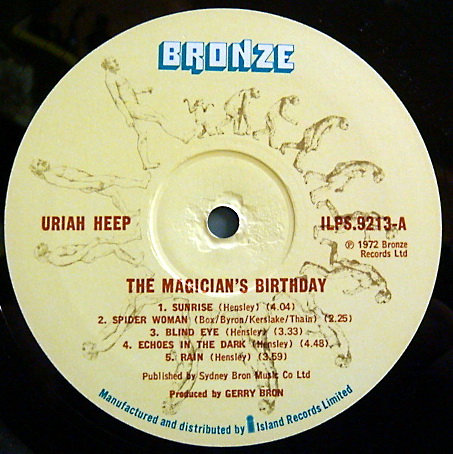 BRONZE
URIAH HEEP
ILPS.9213-A
℗ 1972 Bronze
Records Ltd
THE MAGICIAN'S BIRTHDAY
1. SUNRISE (Hensley) (4.04)
2. SPIDER WOMAN (Box/Byron/Kerslake/Thain) (2.25)
3. BLIND EYE (Hensley) (3.33)
4. ECHOES IN THE DARK (Hensley) (4.48)
5. RAIN (Hensley) (3.59)
Published by Sydney Bron Music Co Ltd
Produced by GERRY BRON
Manufactured and distributed by i Island Records Limited